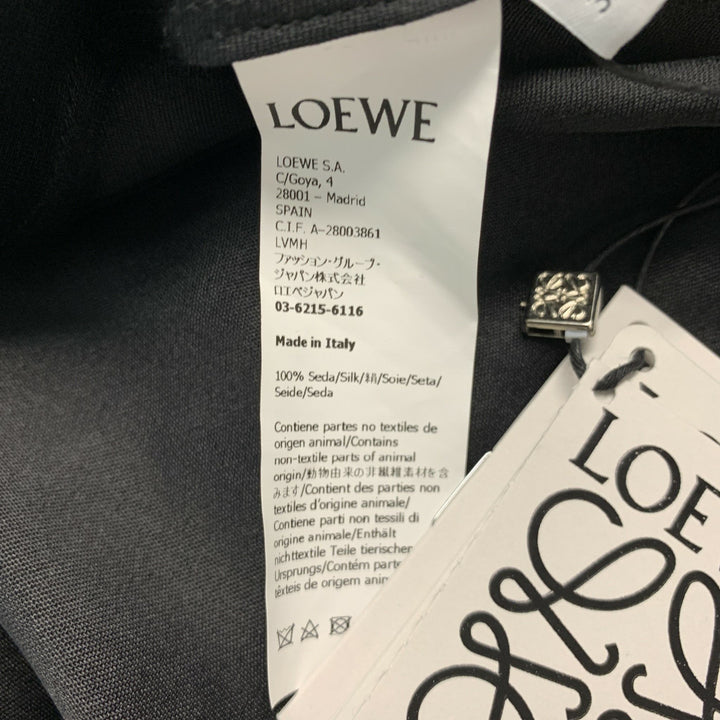 LOEWE
LOEWE S.A.
C/Goya, 4
28001 – Madrid
SPAIN
C.I.F. A-28003861
LVMH
ファッション・グループ・
ジャパン株式会社
ロエベジャパン
03-6215-6116
Made in Italy
100% Seda/Silk/絹/Soie/Seta/
Seide/Seda
Contiene partes no textiles de
origen animal/Contains
non-textile parts of animal
origin/動物由来の非繊維素材を含
みます/Contient des parties non
textiles d'origine animale/
Contiene parti non tessili di
origine animale/Enthält
nichttextile Teile tierischer
Ursprungs/Contém parte
têxteis de origem anim
LOE